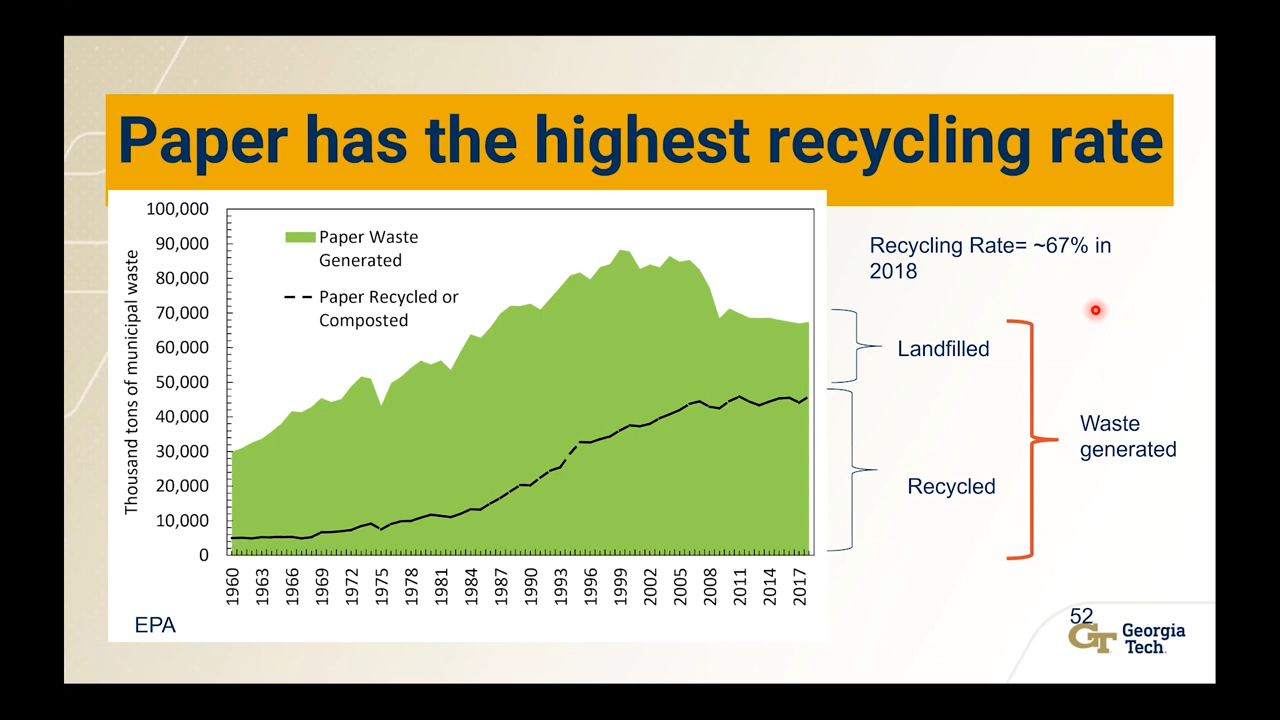 Paper has the highest recycling rate
100,000
90,000
80,000
70,000
60,000
50,000
40,000
30,000
20,000
10,000
0
Thousand tons of municipal waste
Paper Waste
Generated
Paper Recycled or
Composted
1960
1963
1966
1969
1972
1975
1978
1981
1984
1987
1990
1993
1996
1999
2002
2005
2008
2011
2014
2017
EPA
Recycling Rate= ~67% in
2018
Landfilled
Recycled
Waste
generated
52
GT
Georgia
Tech